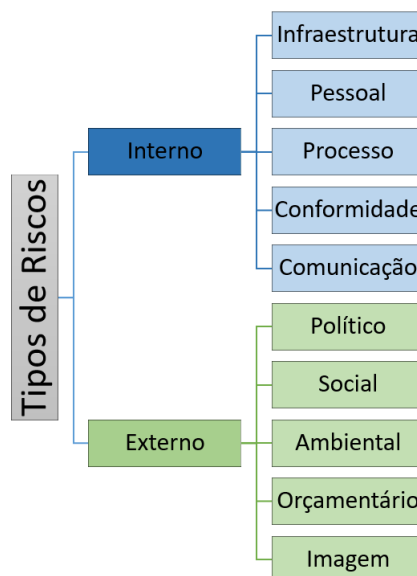 Tipos de Riscos
Interno
Infraestrutura
Pessoal
Processo
Conformidade
Comunicação
Externo
Político
Social
Ambiental
Orçamentário
Imagem